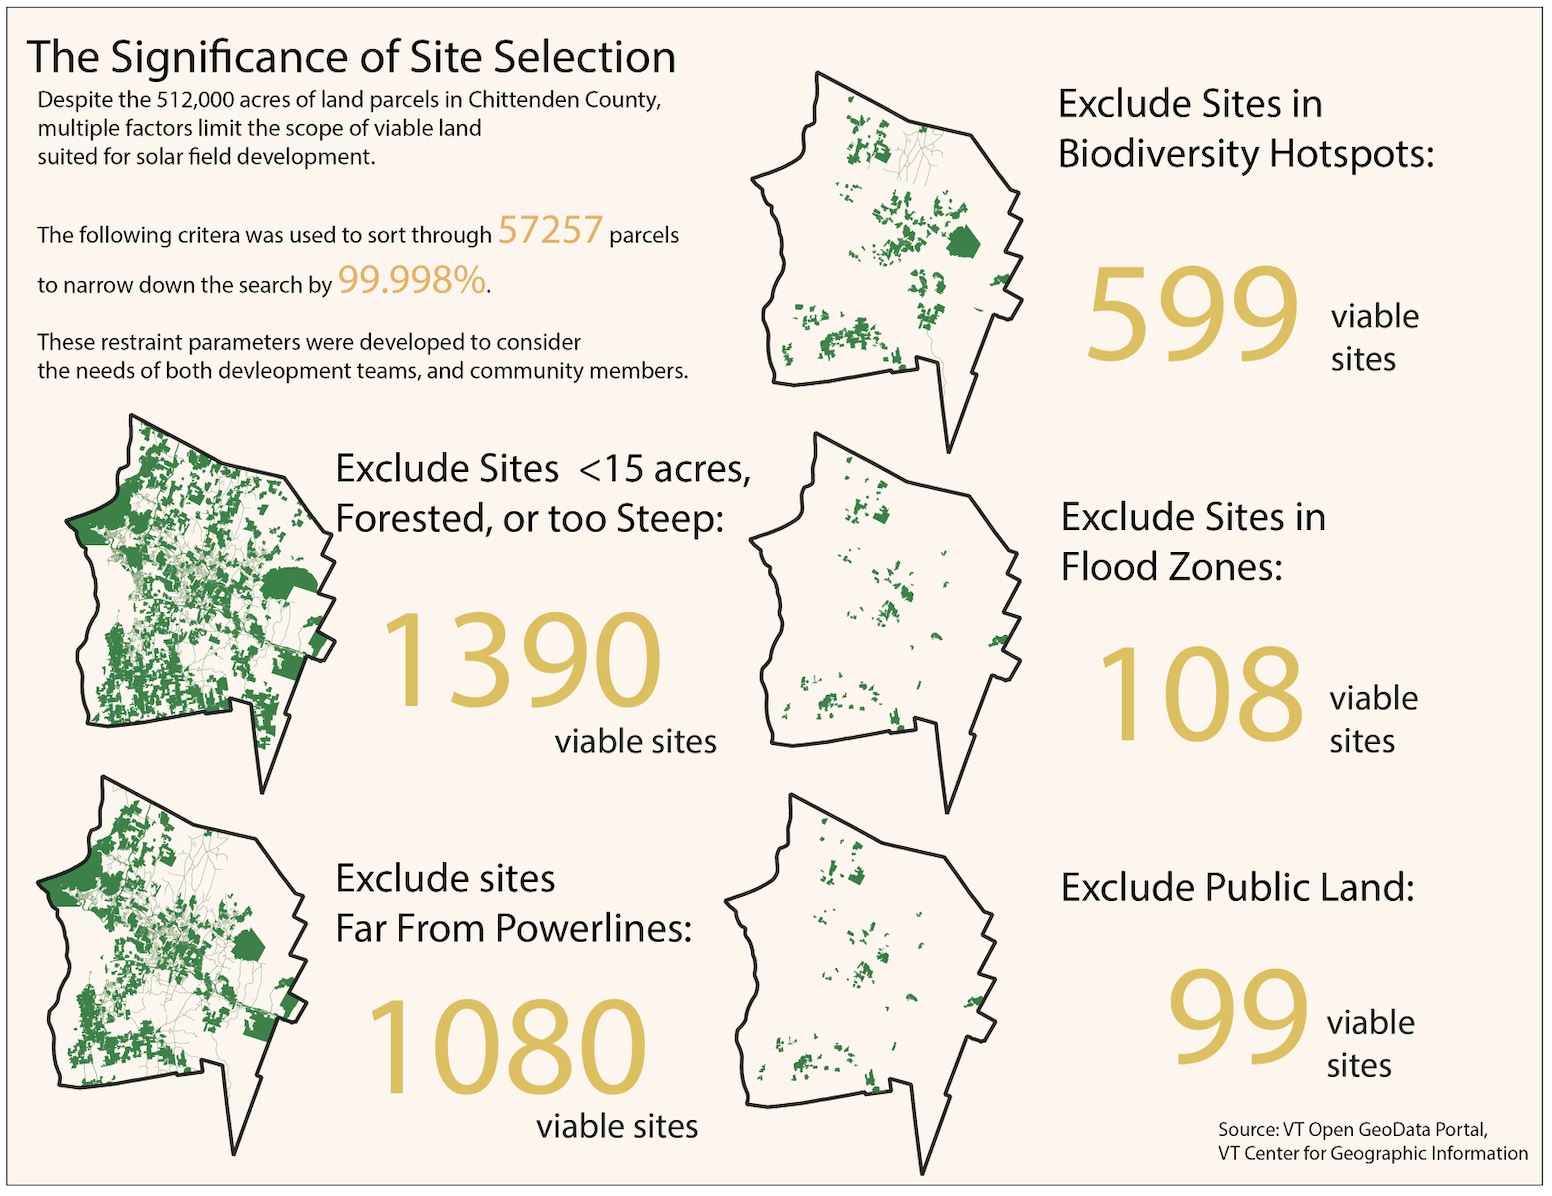 The Significance of Site Selection
Despite the 512,000 acres of land parcels in Chittenden County,
multiple factors limit the scope of viable land
suited for solar field development.
The following critera was used to sort through 57257 parcels
to narrow down the search by 99.998%.
These restraint parameters were developed to consider
the needs of both devleopment teams, and community members.
Exclude Sites <15 acres,
Forested, or too Steep:
1390
viable sites
Exclude sites
Far From Powerlines:
1080
viable sites
Exclude Sites in
Biodiversity Hotspots:
599
viable
sites
Exclude Sites in
Flood Zones:
108
viable
sites
Exclude Public Land:
99
viable
sites
Source: VT Open GeoData Portal,
VT Center for Geographic Information